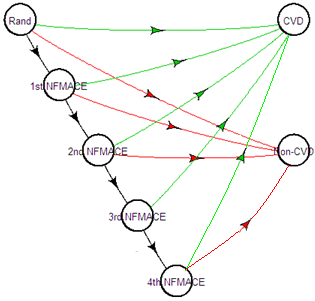 Rand
CVD
1st NFMACE
2nd NFMACE
Non-CVD
3rd NFMACE
4th NFMACE